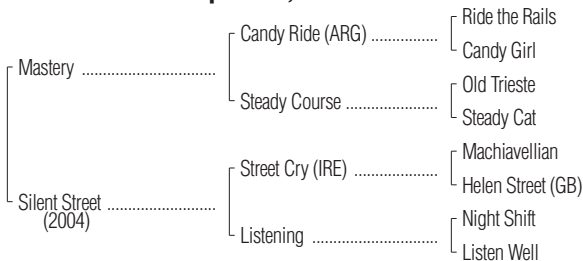 Ride the Rails
Candy Ride (ARG) ................
Candy Girl
Mastery ................................
Old Trieste
Steady Course ......................
Steady Cat
Machiavellian
Street Cry (IRE) ....................
Helen Street (GB)
Silent Street ..........................
(2004)
Night Shift
Listening ..............................
Listen Well